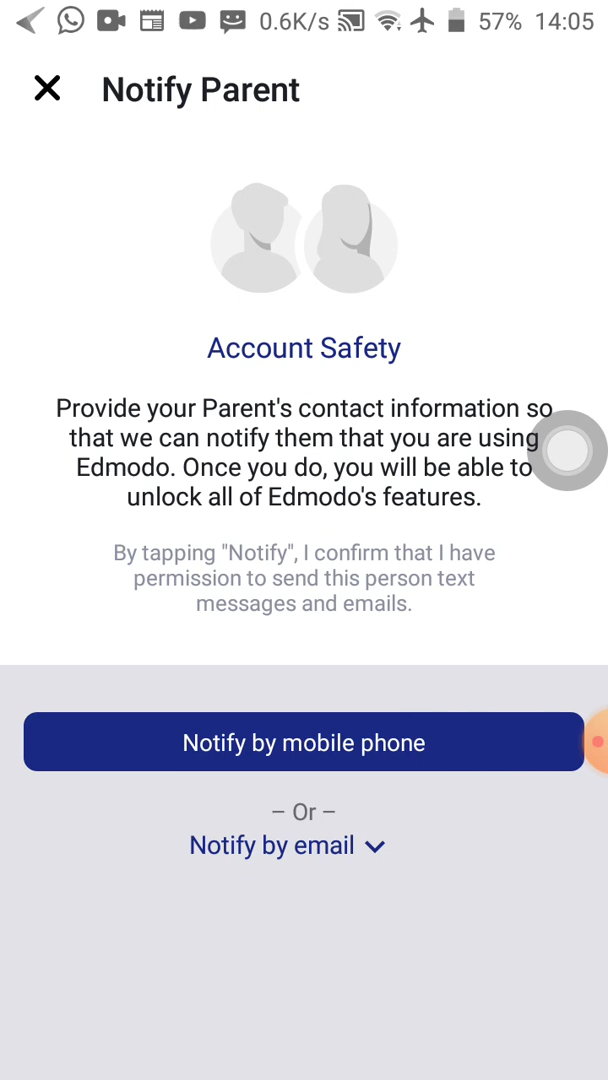 0.6K/s 57% 14:05
Notify Parent
Account Safety
Provide your Parent's contact information so
that we can notify them that you are using
Edmodo. Once you do, you will be able to
unlock all of Edmodo's features.
By tapping "Notify", I confirm that I have
permission to send this person text
messages and emails.
Notify by mobile phone
– Or –
Notify by email